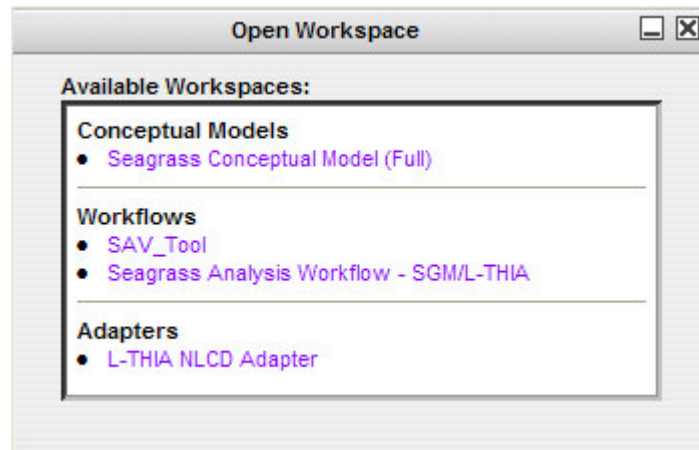 Open Workspace
Available Workspaces:
Conceptual Models
Seagrass Conceptual Model (Full)
Workflows
SAV_Tool
Seagrass Analysis Workflow - SGM/L-THIA
Adapters
L-THIA NLCD Adapter